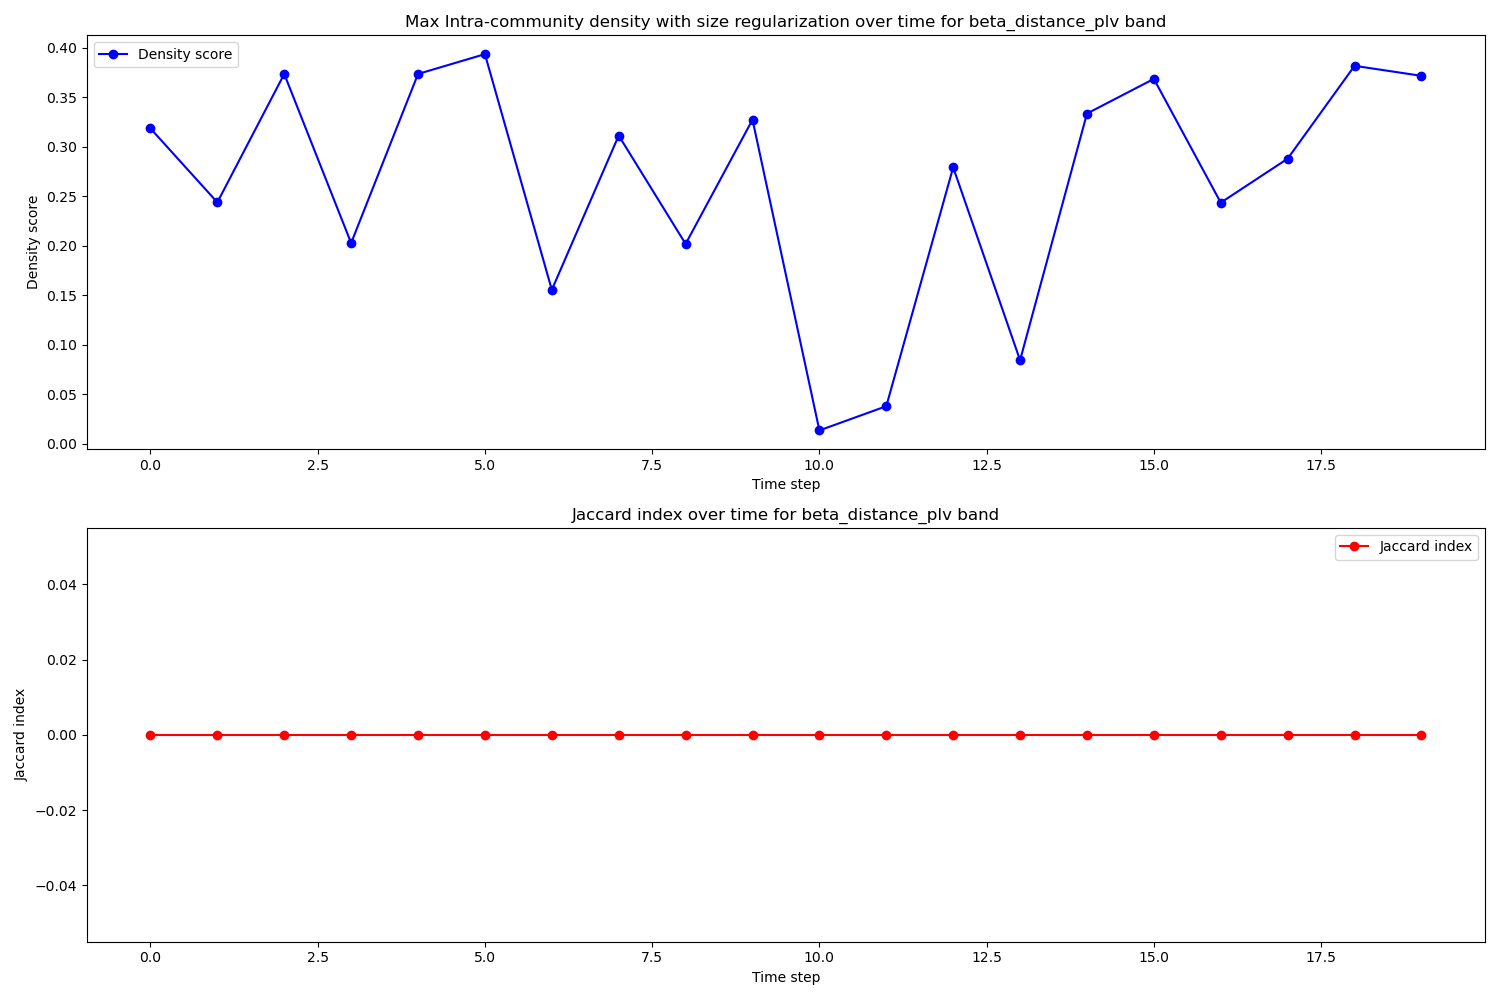 Max Intra-community density with size regularization over time for beta_distance_plv band
Density score
0.40
0.35
0.30
0.25
0.20
0.15
0.10
0.05
0.00
Density score
0.0 2.5 5.0 7.5 10.0 12.5 15.0 17.5
Time step
Jaccard index over time for beta_distance_plv band
Jaccard index
0.04
0.02
0.00
−0.02
−0.04
Jaccard index
0.0 2.5 5.0 7.5 10.0 12.5 15.0 17.5
Time step